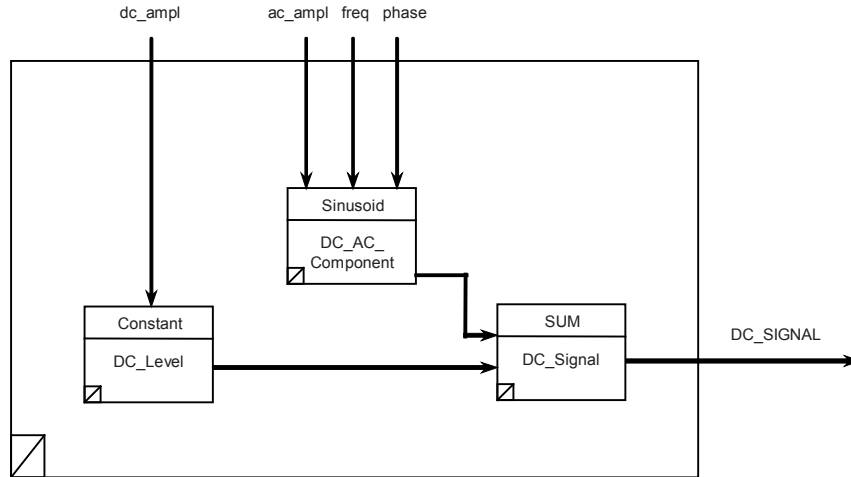 dc_ampl
ac_ampl freq phase
Sinusoid
DC_AC_
Component
Constant
DC_Level
SUM
DC_Signal
DC_SIGNAL